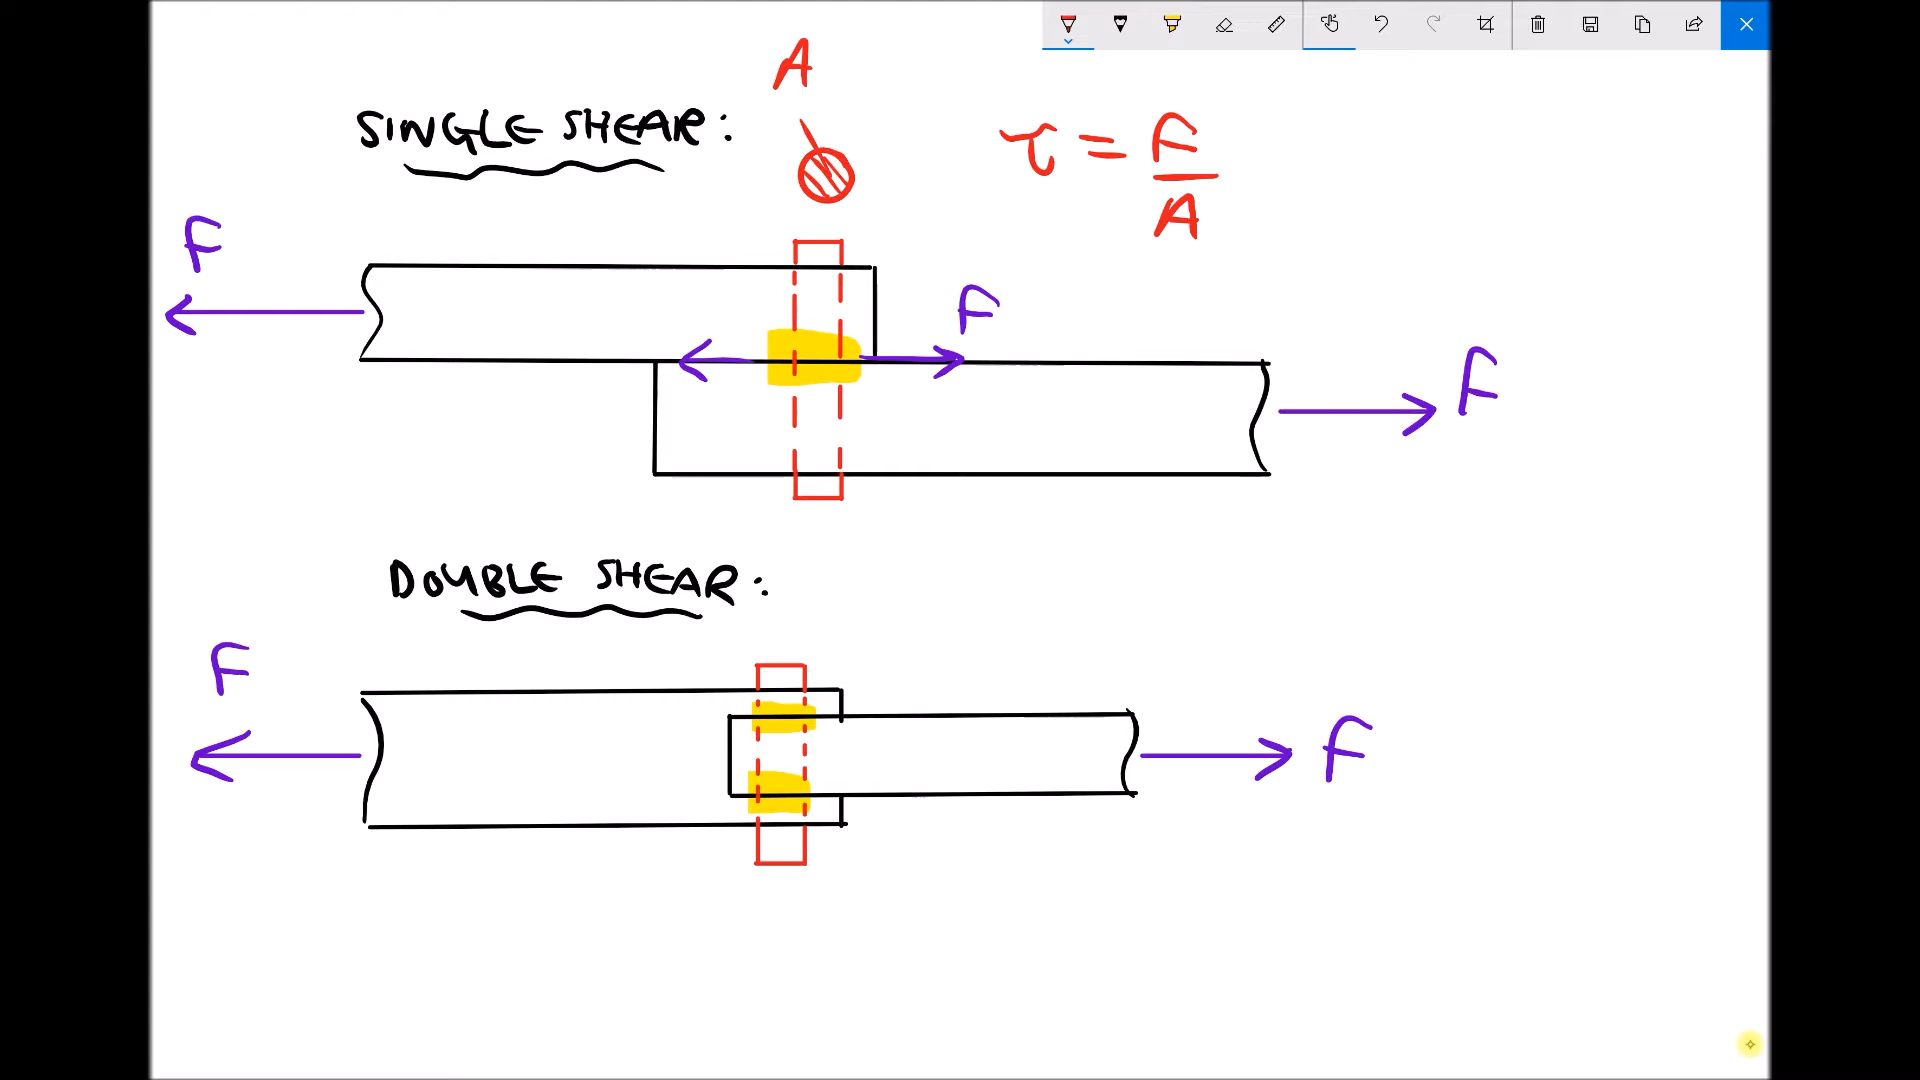 A
SINGLE SHEAR:
τ = F
A
F
F
F
DOUBLE SHEAR:
F
F